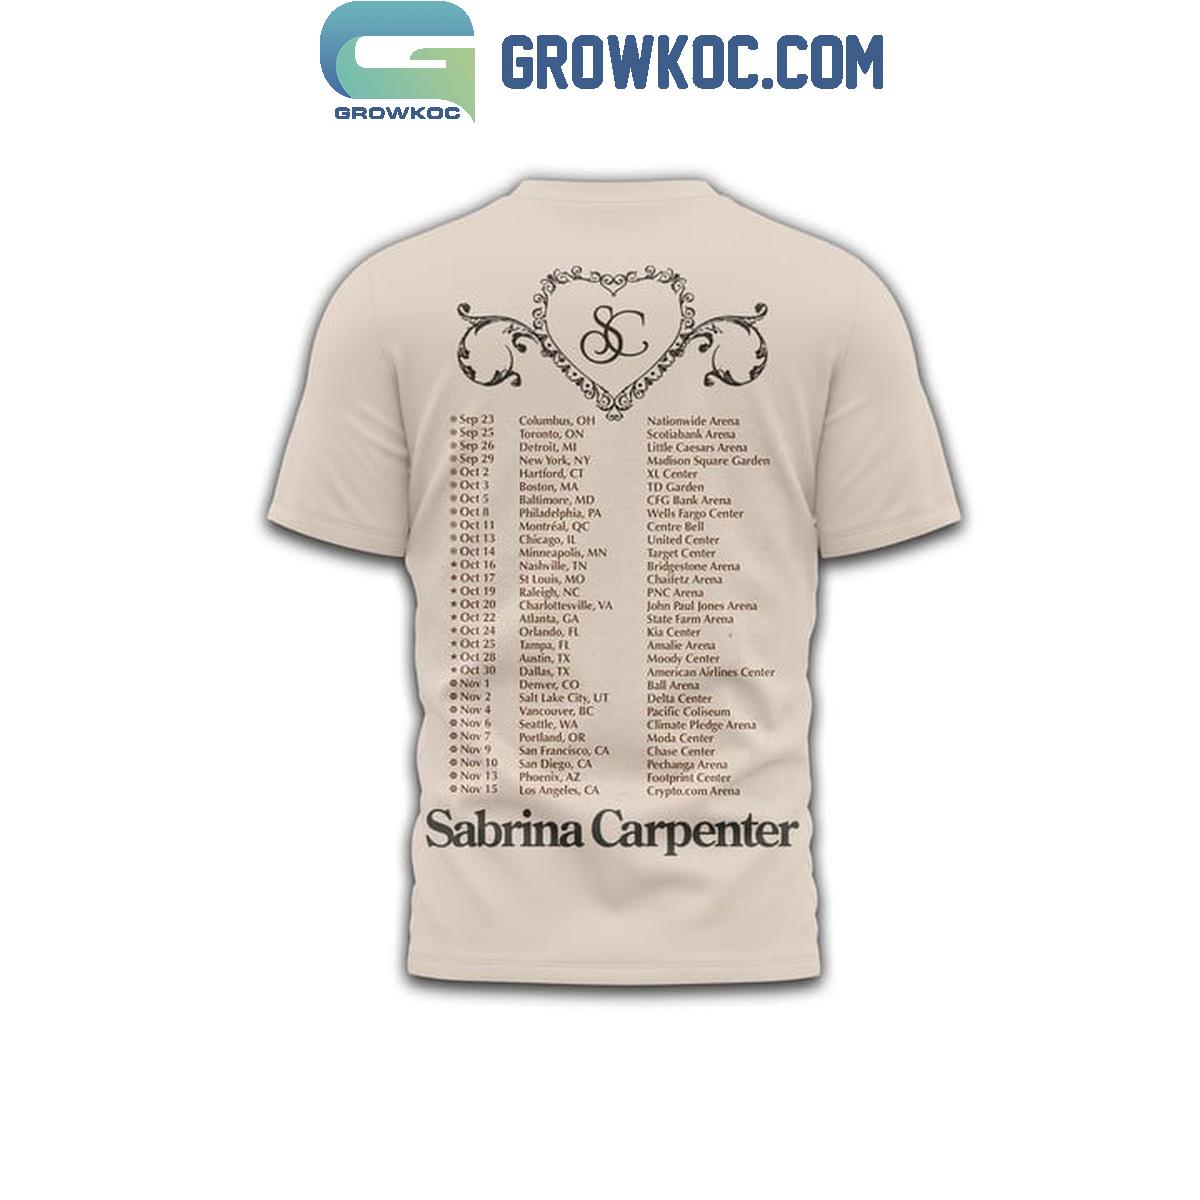 GROWKOC.COM
GROWKOC
SC
Sep 23 Columbus, OH Nationwide Arena
Sep 25 Toronto, ON Scotiabank Arena
Sep 26 Detroit, MI Little Caesars Arena
Sep 29 New York, NY Madison Square Garden
Oct 2 Hartford, CT XL Center
Oct 3 Boston, MA TD Garden
Oct 5 Baltimore, MD CFG Bank Arena
Oct 8 Philadelphia, PA Wells Fargo Center
Oct 11 Montréal, QC Centre Bell
Oct 13 Chicago, IL United Center
Oct 14 Minneapolis, MN Target Center
★ Oct 16 Nashville, TN Bridgestone Arena
★ Oct 17 St Louis, MO Chaifetz Arena
★ Oct 19 Raleigh, NC PNC Arena
★ Oct 20 Charlottesville, VA John Paul Jones Arena
★ Oct 22 Atlanta, GA State Farm Arena
★ Oct 24 Orlando, FL Kia Center
★ Oct 25 Tampa, FL Amalie Arena
★ Oct 28 Austin, TX Moody Center
★ Oct 30 Dallas, TX American Airlines Center
Nov 1 Denver, CO Ball Arena
Nov 2 Salt Lake City, UT Delta Center
Nov 4 Vancouver, BC Pacific Coliseum
Nov 6 Seattle, WA Climate Pledge Arena
Nov 7 Portland, OR Moda Center
Nov 9 San Francisco, CA Chase Center
Nov 10 San Diego, CA Pechanga Arena
Nov 13 Phoenix, AZ Footprint Center
Nov 15 Los Angeles, CA Crypto.com Arena
Sabrina Carpenter